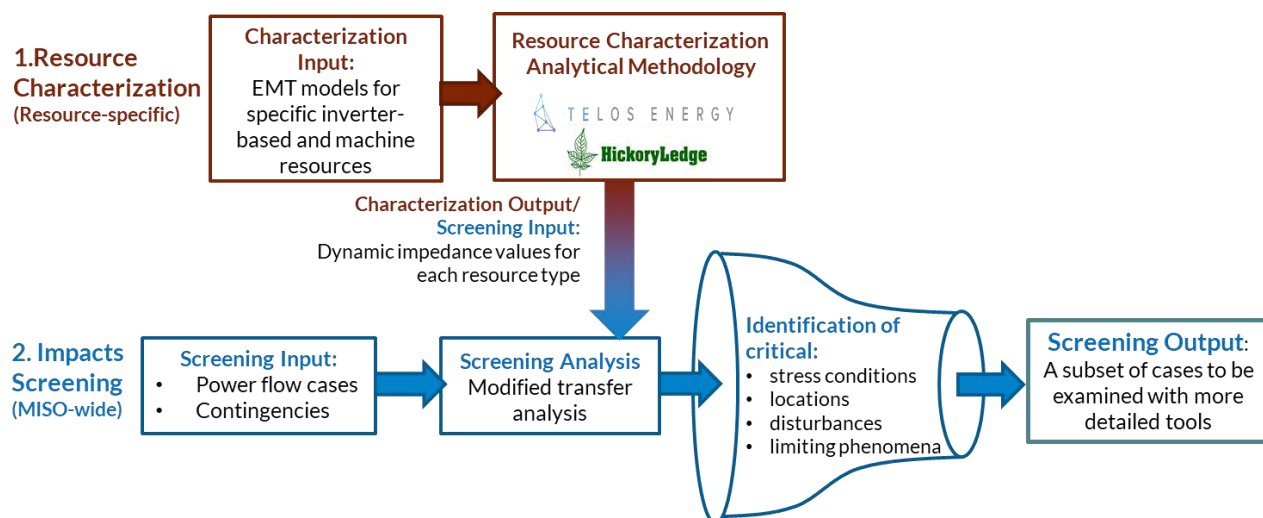 1.Resource
Characterization
(Resource-specific)
Characterization
Input:
EMT models for
specific inverter-
based and machine
resources
Resource Characterization
Analytical Methodology
TELOS ENERGY
HickoryLedge
Characterization Output/
Screening Input:
Dynamic impedance values for
each resource type
2. Impacts
Screening
(MISO-wide)
Screening Input:
• Power flow cases
• Contingencies
Screening Analysis
Modified transfer
analysis
Identification of
critical:
• stress conditions
• locations
• disturbances
• limiting phenomena
Screening Output:
A subset of cases to be
examined with more
detailed tools